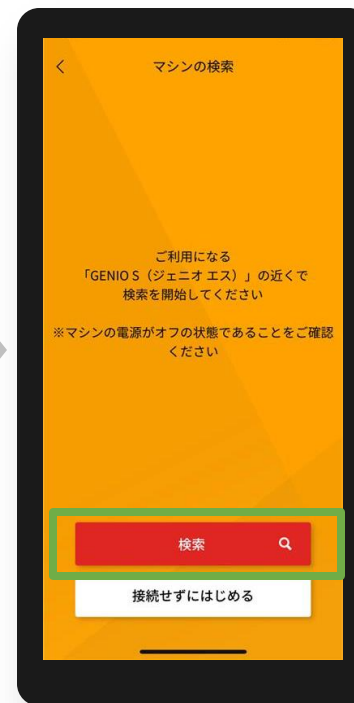 マシンの検索
ご利用になる
「GENIO S（ジェニオ エス）」の近くで
検索を開始してください
※マシンの電源がオフの状態であることをご確認
ください
検索
接続せずにはじめる